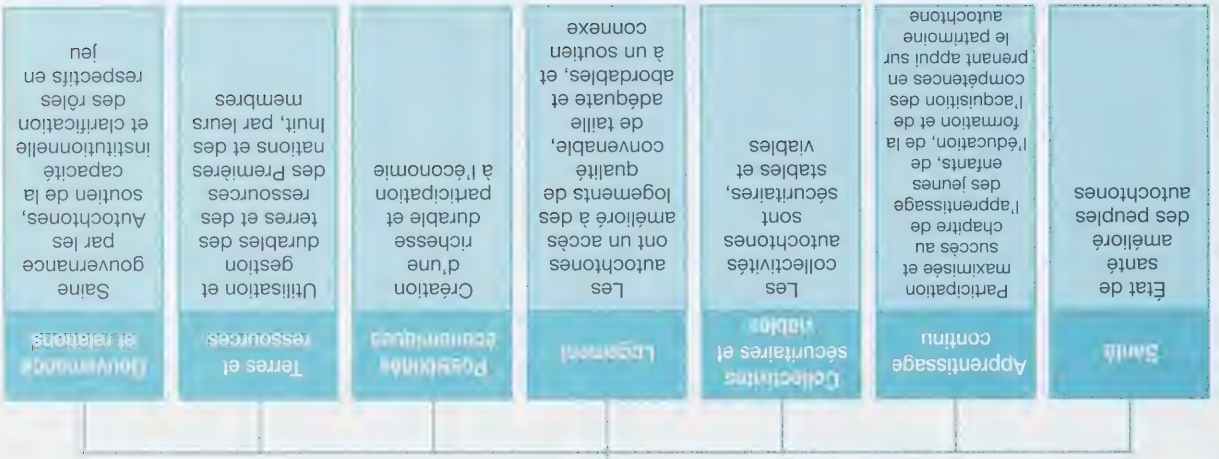 Santé
État de
santé
amélioré
des peuples
autochtones
Apprentissage
continu
Participation
maximisée et
succès au
chapitre de
l'apprentissage
des jeunes
enfants, de
l'éducation, de la
formation et de
l'acquisition des
compétences en
prenant appui sur
le patrimoine
autochtone
Collectivités
sécuritaires et
viables
Les
collectivités
autochtones
sont
sécuritaires,
stables et
viables
Logement
Les
autochtones
ont un accès
amélioré à des
logements de
qualité
convenable,
de taille
adéquate et
abordables, et
à un soutien
connexe
Possibilités
économiques
Création
d'une
richesse
durable et
participation
à l'économie
Terres et
ressources
Utilisation et
gestion
durables des
terres et des
ressources
des Premières
nations et des
Inuit, par leurs
membres
Gouvernance
et relations
Saine
gouvernance
par les
Autochtones,
soutien de la
capacité
institutionnelle
et clarification
des rôles
respectifs en
jeu